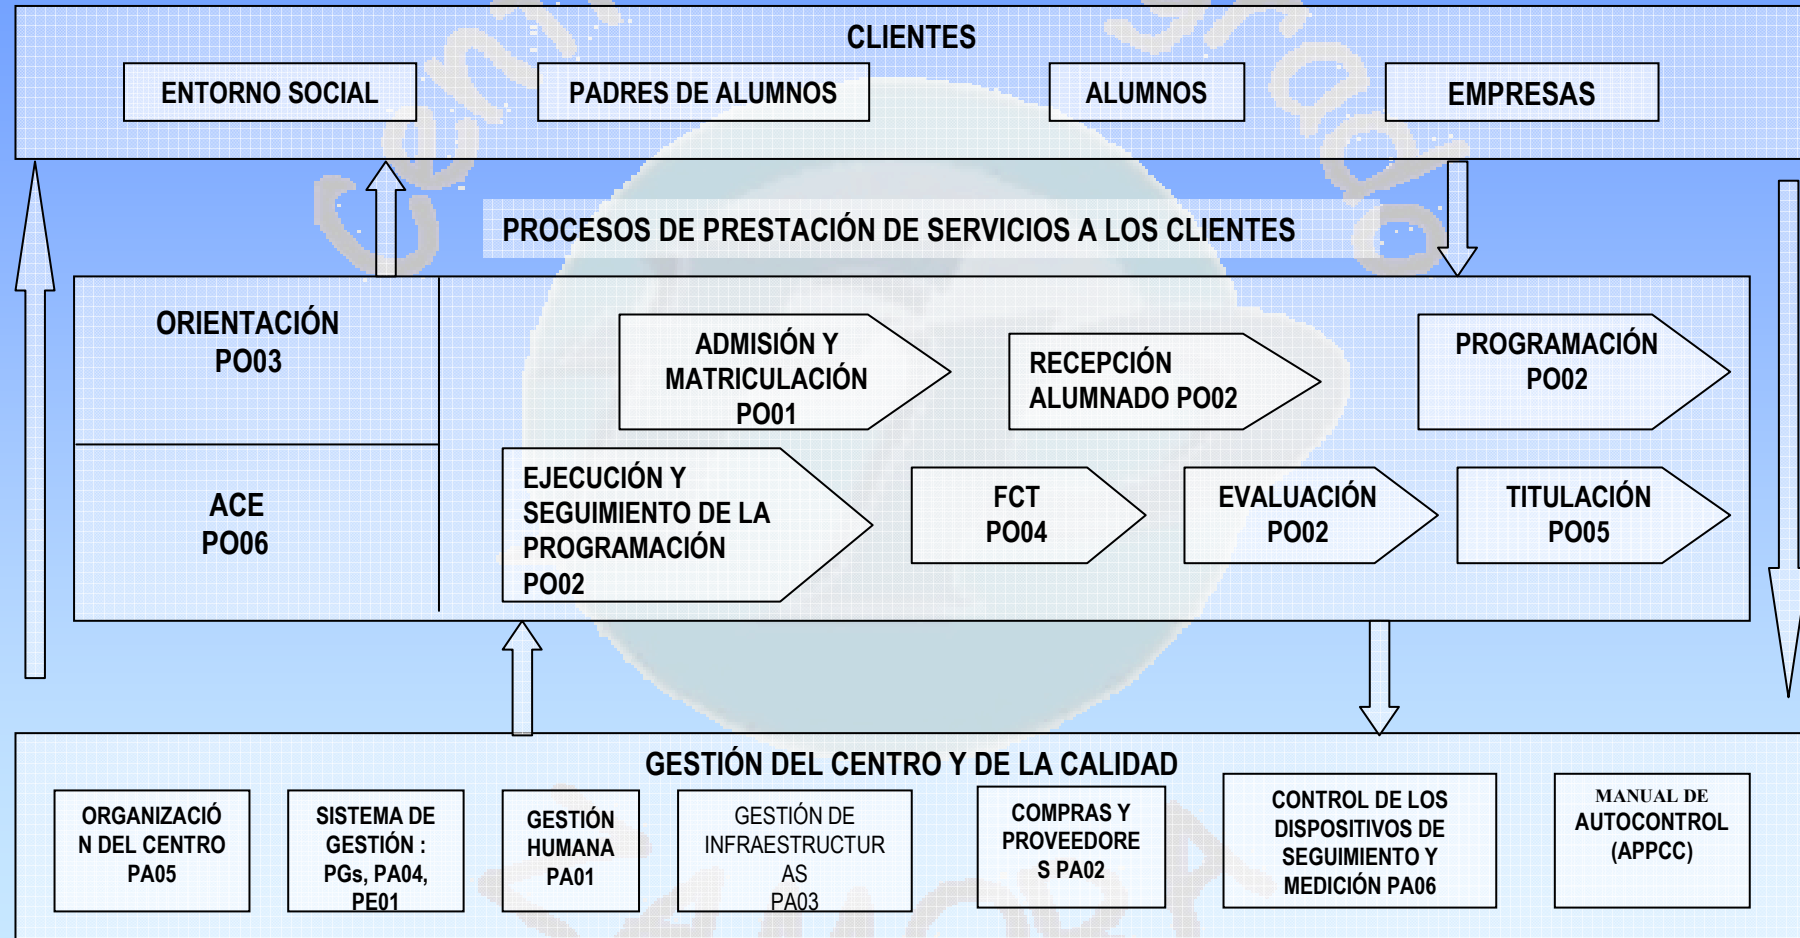 CLIENTES
ENTORNO SOCIAL
PADRES DE ALUMNOS
ALUMNOS
EMPRESAS
PROCESOS DE PRESTACIÓN DE SERVICIOS A LOS CLIENTES
ORIENTACIÓN
PO03
ADMISIÓN Y
MATRICULACIÓN
PO01
RECEPCIÓN
ALUMNADO PO02
PROGRAMACIÓN
PO02
ACE
PO06
EJECUCIÓN Y
SEGUIMIENTO DE LA
PROGRAMACIÓN
PO02
FCT
PO04
EVALUACIÓN
PO02
TITULACIÓN
PO05
GESTIÓN DEL CENTRO Y DE LA CALIDAD
ORGANIZACIÓ
N DEL CENTRO
PA05
SISTEMA DE
GESTIÓN :
PGs, PA04,
PE01
GESTIÓN
HUMANA
PA01
GESTIÓN DE
INFRAESTRUCTUR
AS
PA03
COMPRAS Y
PROVEEDORE
S PA02
CONTROL DE LOS
DISPOSITIVOS DE
SEGUIMIENTO Y
MEDICIÓN PA06
MANUAL DE
AUTOCONTROL
(APPCC)